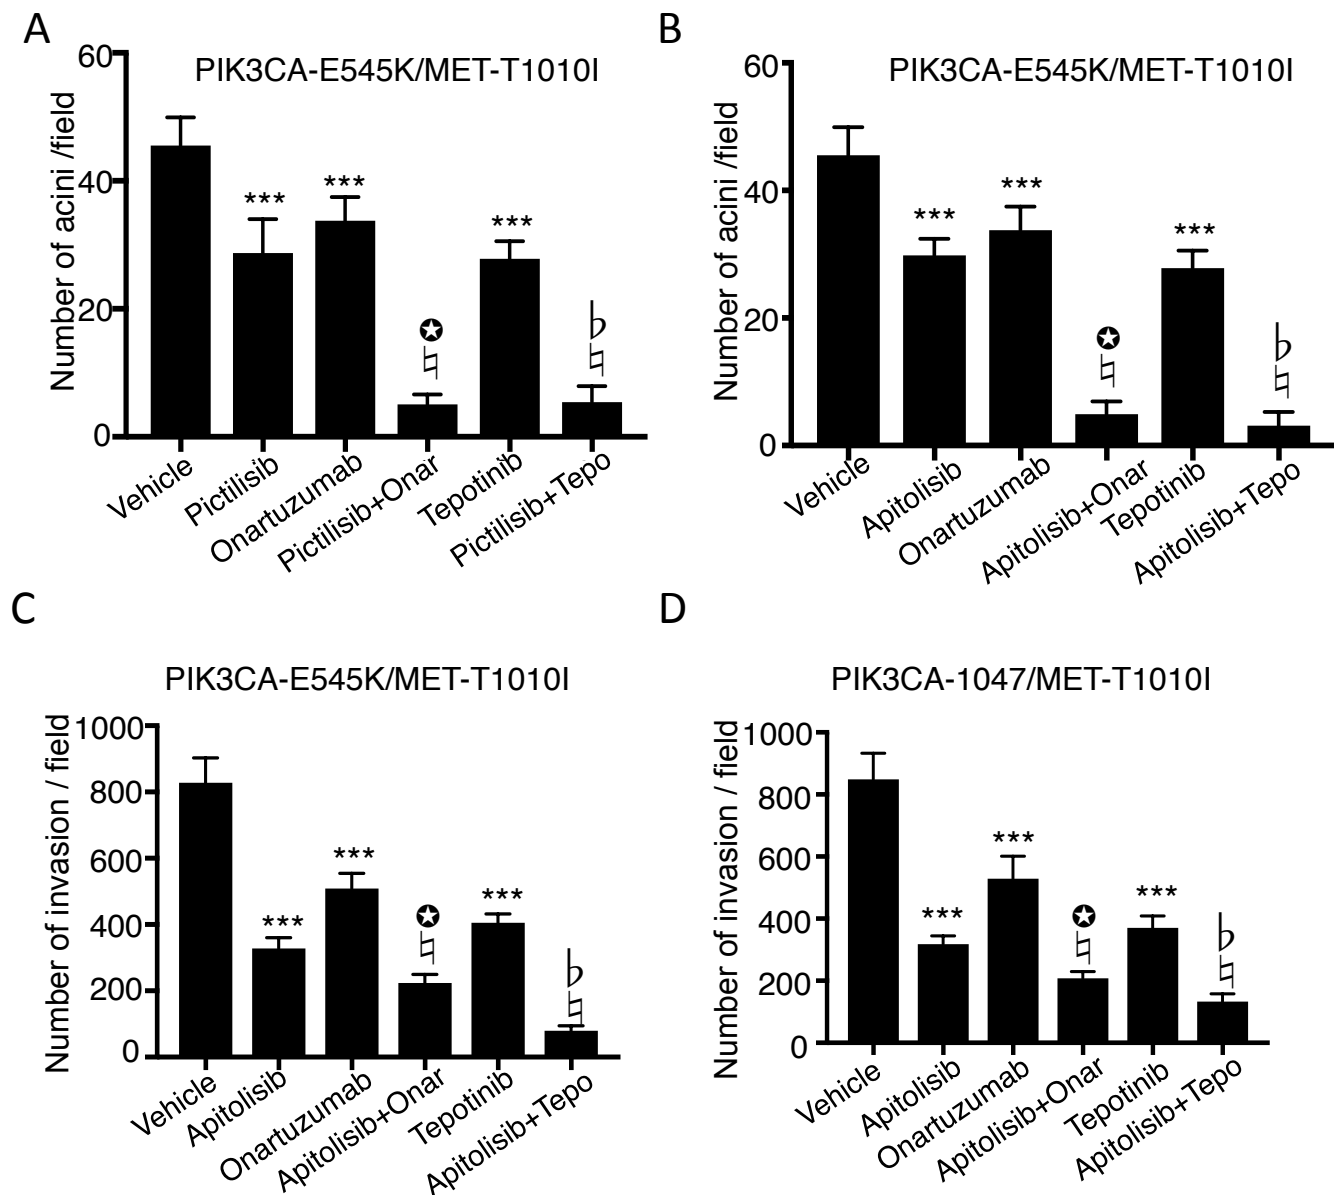 A
PIK3CA-E545K/MET-T1010I
Number of acini /field
60
40
20
0
***
***
***
✪
♮
♭
♮
Vehicle
Pictilisib
Onartuzumab
Pictilisib+Onar
Tepotinib
Pictilisib+Tepo
B
PIK3CA-E545K/MET-T1010I
Number of acini /field
60
40
20
0
***
***
***
✪
♮
♭
♮
Vehicle
Apitolisib
Onartuzumab
Apitolisib+Onar
Tepotinib
Apitolisib+Tepo
C
PIK3CA-E545K/MET-T1010I
Number of invasion / field
1000
800
600
400
200
0
***
***
***
✪
♮
♭
♮
Vehicle
Apitolisib
Onartuzumab
Apitolisib+Onar
Tepotinib
Apitolisib+Tepo
D
PIK3CA-1047/MET-T1010I
Number of invasion / field
1000
800
600
400
200
0
***
***
***
✪
♮
♭
♮
Vehicle
Apitolisib
Onartuzumab
Apitolisib+Onar
Tepotinib
Apitolisib+Tepo